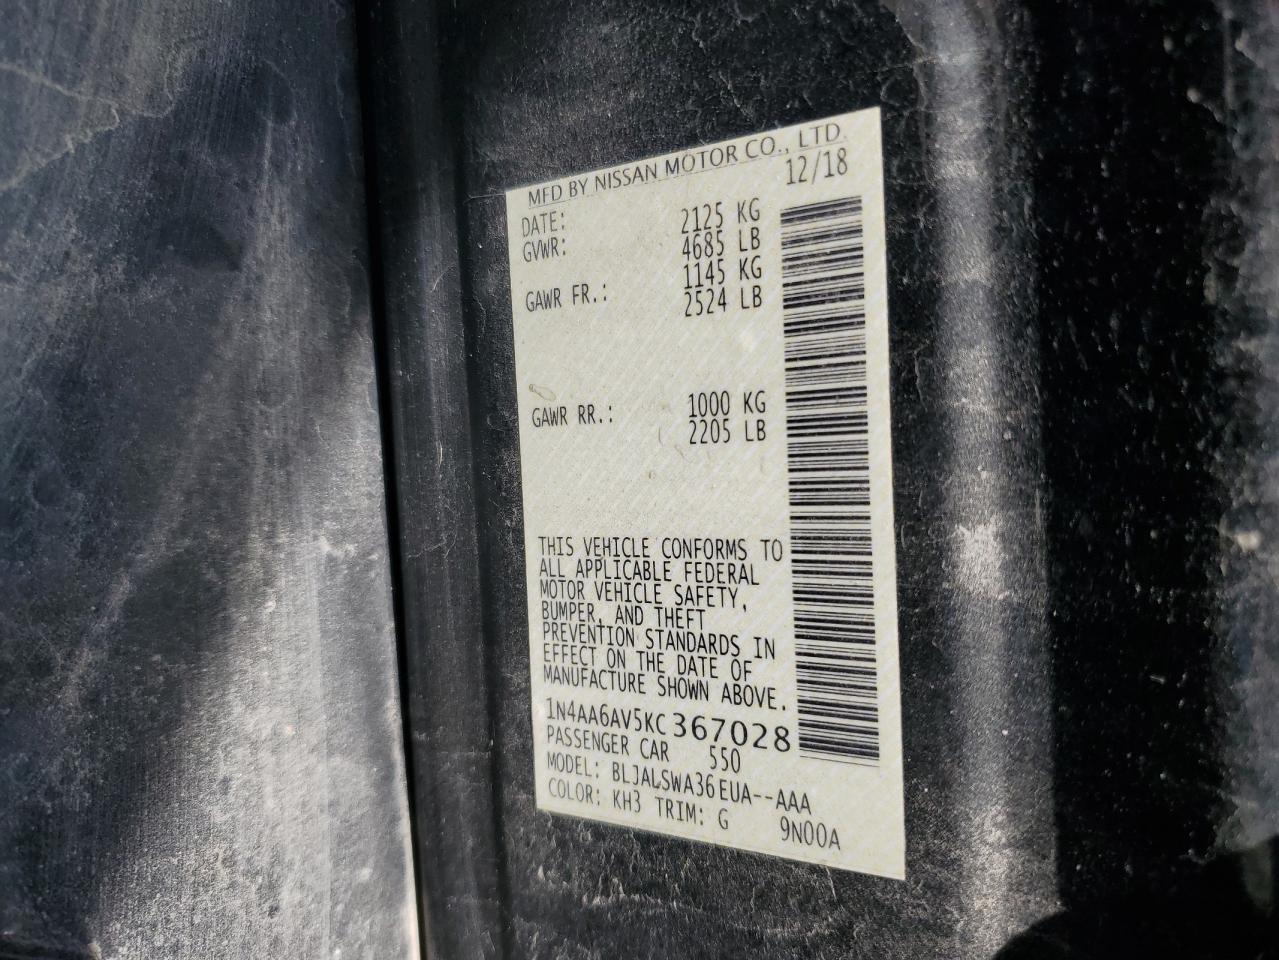 MFD BY NISSAN MOTOR CO., LTD.
DATE: 12/18
GVWR: 2125 KG
4685 LB
GAWR FR.: 1145 KG
2524 LB
GAWR RR.: 1000 KG
2205 LB
THIS VEHICLE CONFORMS TO
ALL APPLICABLE FEDERAL
MOTOR VEHICLE SAFETY,
BUMPER, AND THEFT
PREVENTION STANDARDS IN
EFFECT ON THE DATE OF
MANUFACTURE SHOWN ABOVE.
1N4AA6AV5KC367028
PASSENGER CAR 550
MODEL: BLJALSWA36EUA--AAA
COLOR: KH3 TRIM: G 9N00A